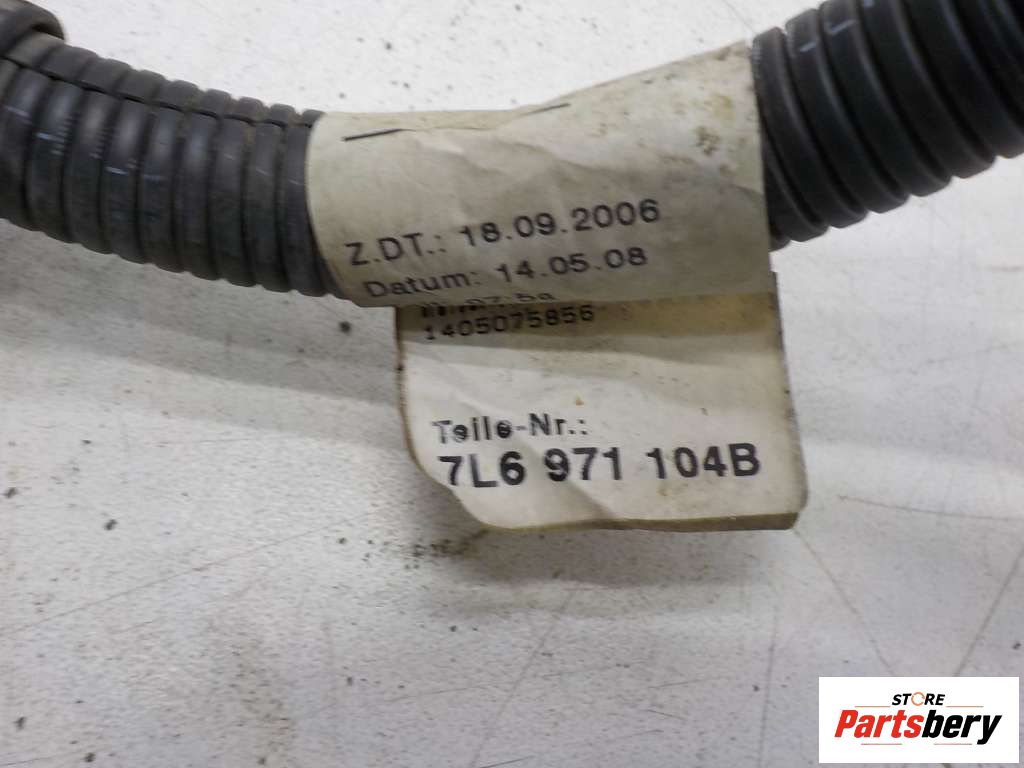 Z.DT.: 18.09.2006
Datum: 14.05.08
1405075856
Teile-Nr.:
7L6 971 104B
STORE
Partsbery